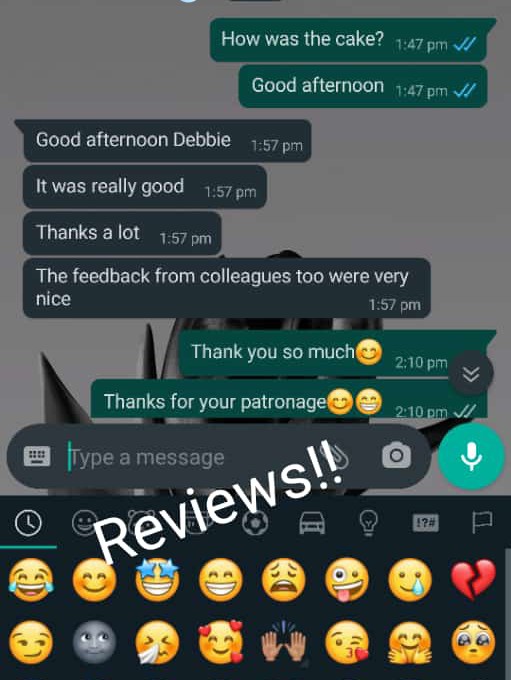 How was the cake? 1:47 pm
Good afternoon 1:47 pm
Good afternoon Debbie 1:57 pm
It was really good 1:57 pm
Thanks a lot 1:57 pm
The feedback from colleagues too were very
nice 1:57 pm
Thank you so much😊 2:10 pm
Thanks for your patronage😊😁 2:10 pm
Type a message
Reviews!!
!?#